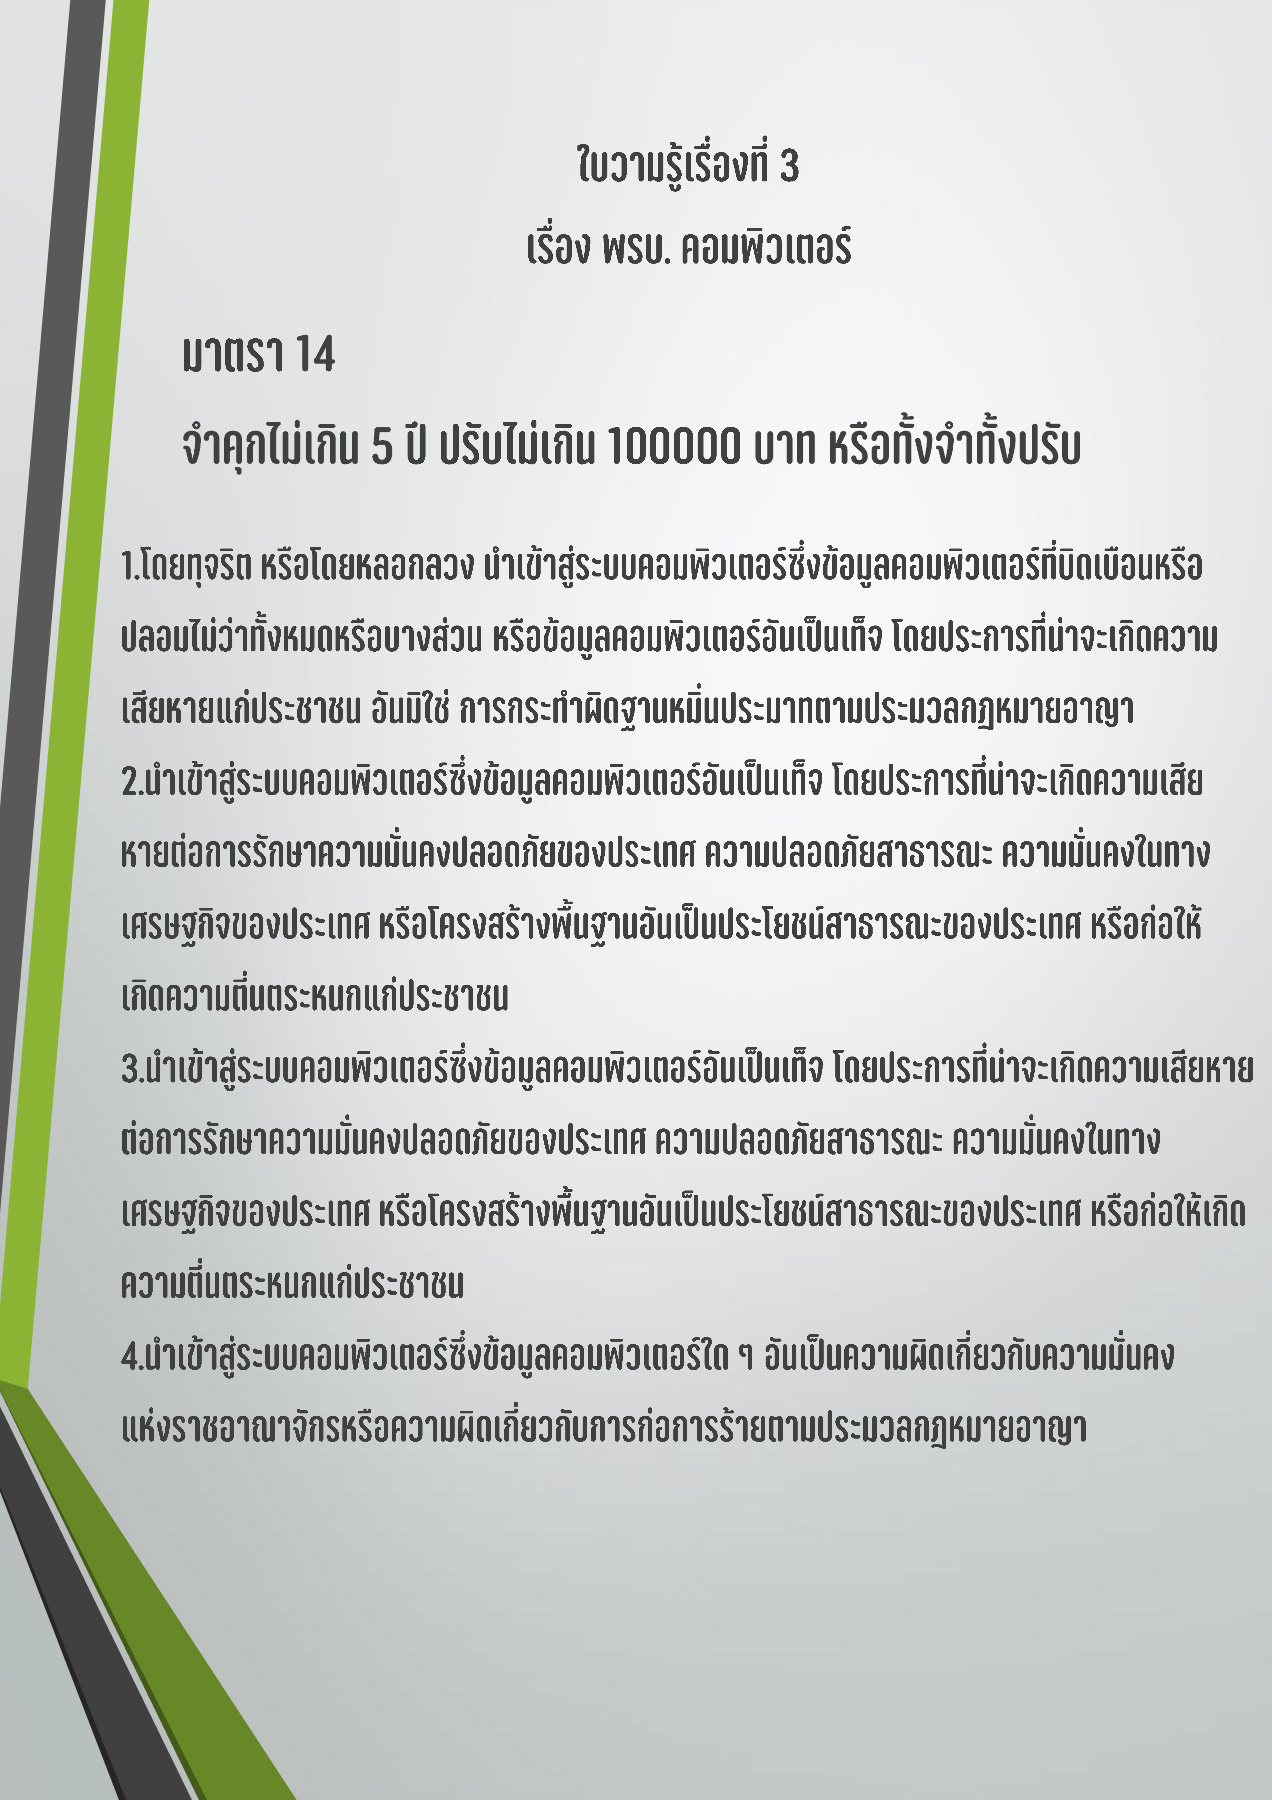 ใบวามรู้เรื่องที่ 3
เรื่อง พรบ. คอมพิวเตอร์
มาตรา 14
จำคุกไม่เกิน 5 ปี ปรับไม่เกิน 100000 บาท หรือทั้งจำทั้งปรับ
1.โดยทุจริต หรือโดยหลอกลวง นำเข้าสู่ระบบคอมพิวเตอร์ซึ่งข้อมูลคอมพิวเตอร์ที่บิดเบือนหรือ
ปลอมไม่ว่าทั้งหมดหรือบางส่วน หรือข้อมูลคอมพิวเตอร์อันเป็นเท็จ โดยประการที่น่าจะเกิดความ
เสียหายแก่ประชาชน อันมิใช่ การกระทำผิดฐานหมิ่นประมาทตามประมวลกฎหมายอาญา
2.นำเข้าสู่ระบบคอมพิวเตอร์ซึ่งข้อมูลคอมพิวเตอร์อันเป็นเท็จ โดยประการที่น่าจะเกิดความเสีย
หายต่อการรักษาความมั่นคงปลอดภัยของประเทศ ความปลอดภัยสาธารณะ ความมั่นคงในทาง
เศรษฐกิจของประเทศ หรือโครงสร้างพื้นฐานอันเป็นประโยชน์สาธารณะของประเทศ หรือก่อให้
เกิดความตื่นตระหนกแก่ประชาชน
3.นำเข้าสู่ระบบคอมพิวเตอร์ซึ่งข้อมูลคอมพิวเตอร์อันเป็นเท็จ โดยประการที่น่าจะเกิดความเสียหาย
ต่อการรักษาความมั่นคงปลอดภัยของประเทศ ความปลอดภัยสาธารณะ ความมั่นคงในทาง
เศรษฐกิจของประเทศ หรือโครงสร้างพื้นฐานอันเป็นประโยชน์สาธารณะของประเทศ หรือก่อให้เกิด
ความตื่นตระหนกแก่ประชาชน
4.นำเข้าสู่ระบบคอมพิวเตอร์ซึ่งข้อมูลคอมพิวเตอร์ใด ๆ อันเป็นความผิดเกี่ยวกับความมั่นคง
แห่งราชอาณาจักรหรือความผิดเกี่ยวกับการก่อการร้ายตามประมวลกฎหมายอาญา